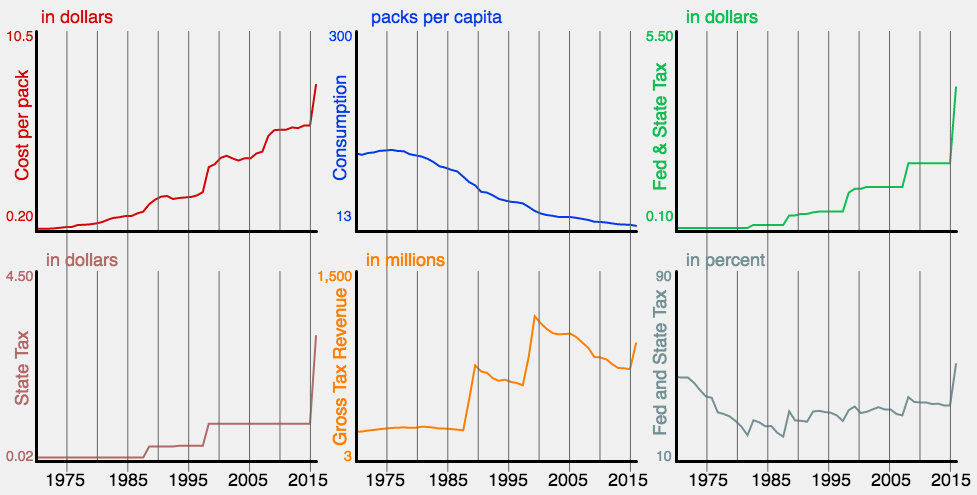 in dollars
10.5
Cost per pack
0.20
packs per capita
300
Consumption
13
in dollars
5.50
Fed & State Tax
0.10
in dollars
4.50
State Tax
0.02
1975 1985 1995 2005 2015
in millions
1,500
Gross Tax Revenue
3
1975 1985 1995 2005 2015
in percent
90
Fed and State Tax
10
1975 1985 1995 2005 2015